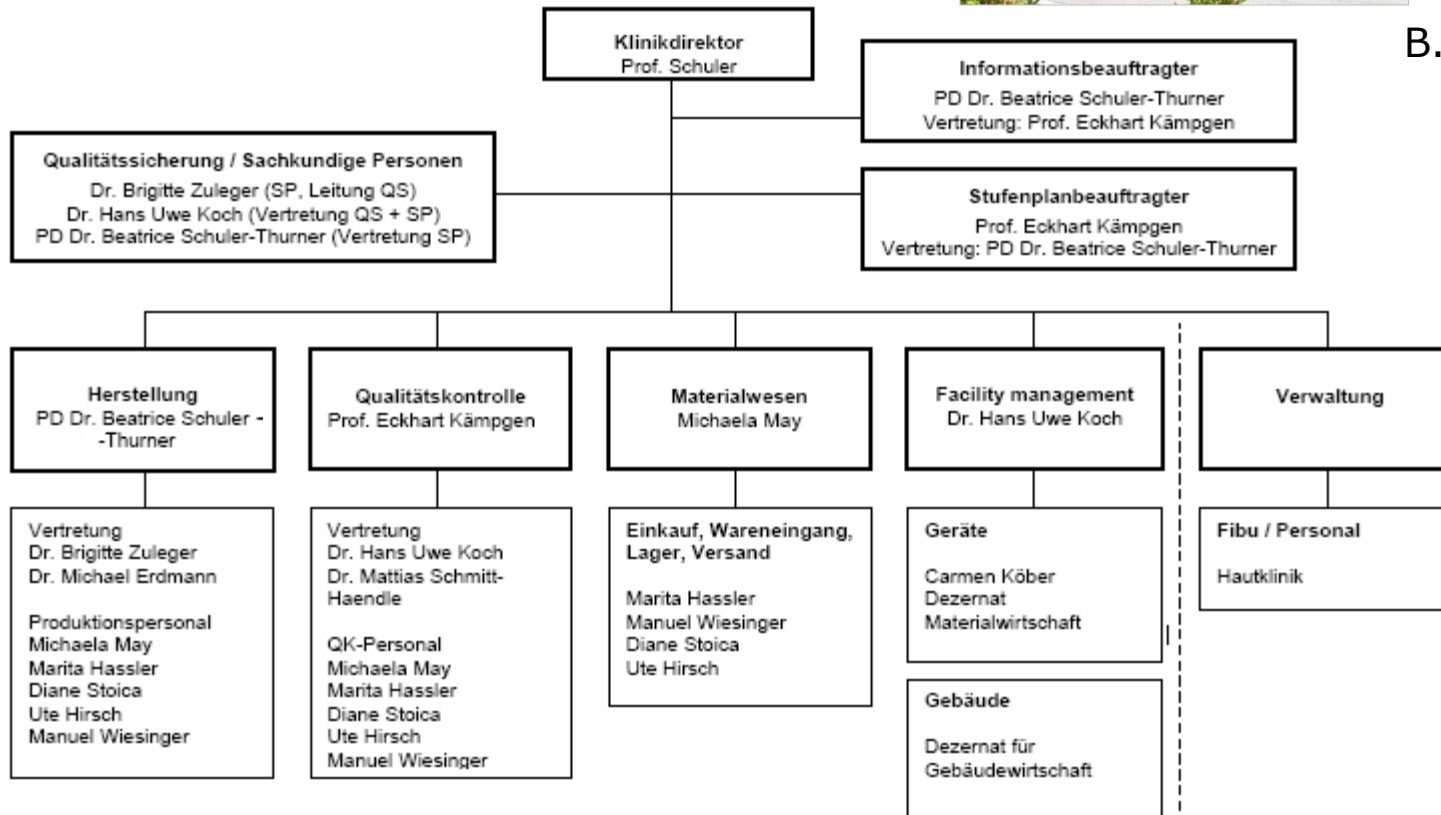 Klinikdirektor
Prof. Schuler
B.
Informationsbeauftragter
PD Dr. Beatrice Schuler-Thurner
Vertretung: Prof. Eckhart Kämpgen
Qualitätssicherung / Sachkundige Personen
Dr. Brigitte Zuleger (SP, Leitung QS)
Dr. Hans Uwe Koch (Vertretung QS + SP)
PD Dr. Beatrice Schuler-Thurner (Vertretung SP)
Stufenplanbeauftragter
Prof. Eckhart Kämpgen
Vertretung: PD Dr. Beatrice Schuler-Thurner
Herstellung
PD Dr. Beatrice Schuler -
-Thurner
Qualitätskontrolle
Prof. Eckhart Kämpgen
Materialwesen
Michaela May
Facility management
Dr. Hans Uwe Koch
Verwaltung
Vertretung
Dr. Brigitte Zuleger
Dr. Michael Erdmann
Produktionspersonal
Michaela May
Marita Hassler
Diane Stoica
Ute Hirsch
Manuel Wiesinger
Vertretung
Dr. Hans Uwe Koch
Dr. Mattias Schmitt-
Haendle
QK-Personal
Michaela May
Marita Hassler
Diane Stoica
Ute Hirsch
Manuel Wiesinger
Einkauf, Wareneingang,
Lager, Versand
Marita Hassler
Manuel Wiesinger
Diane Stoica
Ute Hirsch
Geräte
Carmen Köber
Dezernat
Materialwirtschaft
Gebäude
Dezernat für
Gebäudewirtschaft
Fibu / Personal
Hautklinik